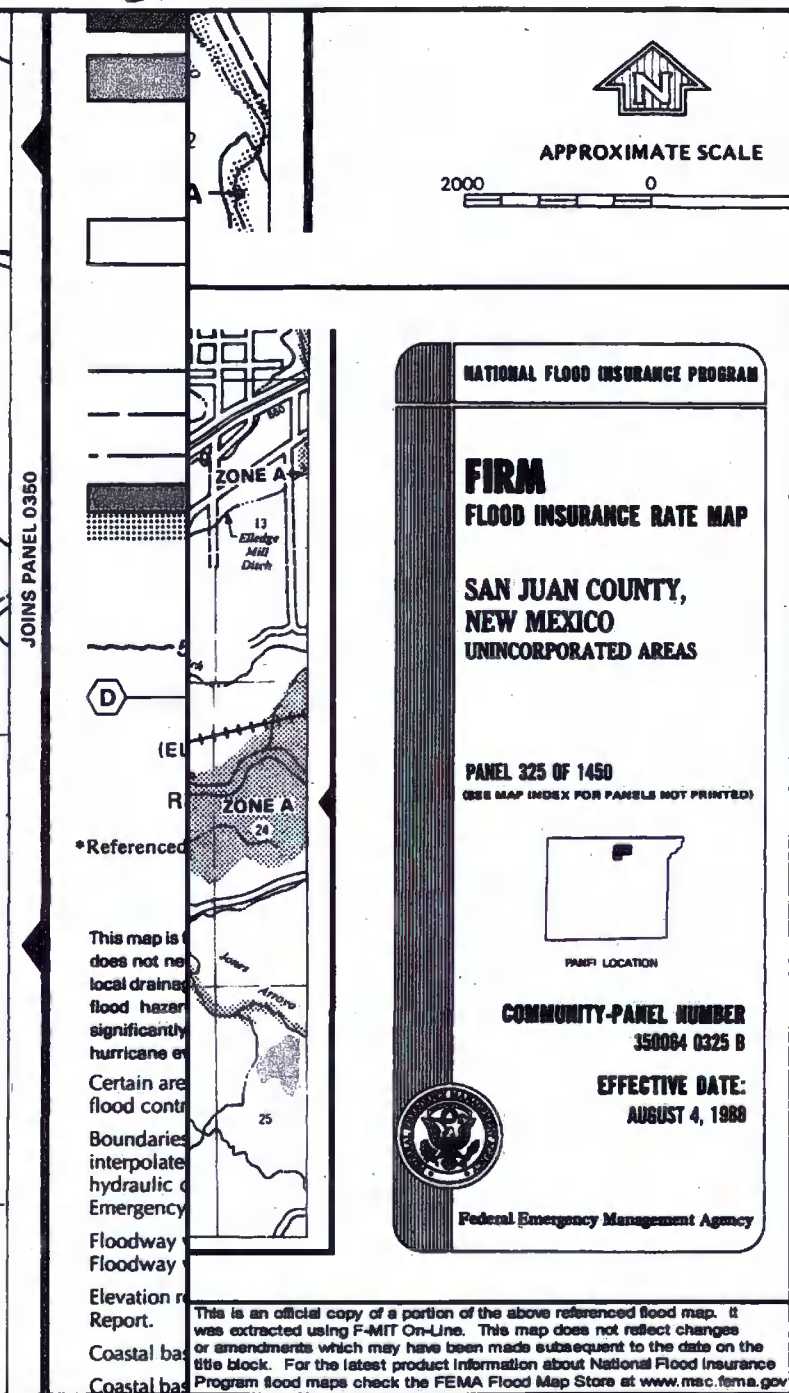 N
APPROXIMATE SCALE
2000 0
NATIONAL FLOOD INSURANCE PROGRAM
FIRM
FLOOD INSURANCE RATE MAP
SAN JUAN COUNTY,
NEW MEXICO
UNINCORPORATED AREAS
PANEL 325 OF 1450
(SEE MAP INDEX FOR PANELS NOT PRINTED)
PANEL LOCATION
COMMUNITY-PANEL NUMBER
350064 0325 B
EFFECTIVE DATE:
AUGUST 4, 1988
Federal Emergency Management Agency
JOINS PANEL 0350
A
ZONE A
13
Elledge
Mill
Ditch
D
(EL
R
ZONE A
24
*Referenced
Jones
Arroyo
25
This map is
does not ne
local drainag
flood hazar
significantly
hurricane e
Certain are
flood contr
Boundaries
interpolate
hydraulic
Emergency
Floodway
Floodway
Elevation r
Report.
Coastal bas
Coastal bas
This is an official copy of a portion of the above referenced flood map. It
was extracted using F-MIT On-Line. This map does not reflect changes
or amendments which may have been made subsequent to the date on the
title block. For the latest product information about National Flood Insurance
Program flood maps check the FEMA Flood Map Store at www.msc.fema.gov